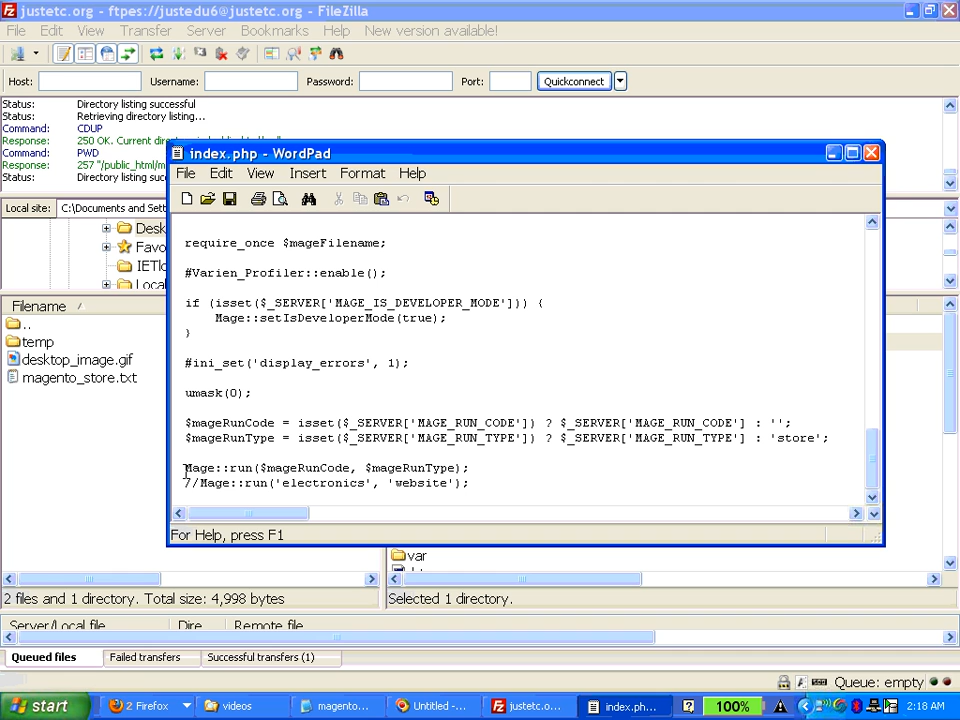 justetc.org - ftpes://justedu6@justetc.org - FileZilla
File Edit View Transfer Server Bookmarks Help New version available!
Host: Username: Password: Port: Quickconnect
Status: Directory listing successful
Status: Retrieving directory listing...
Command: CDUP
Response: 250 OK. Current
Command: PWD
Response: 257 "/public_html/m
Status: Directory listing suc
Local site: C:\Documents and Sett
Desk
Favo
IETlo
Local
Filename
..
temp
desktop_image.gif
magento_store.txt
index.php - WordPad
File Edit View Insert Format Help
require_once $mageFilename;
#Varien_Profiler::enable();
if (isset($_SERVER['MAGE_IS_DEVELOPER_MODE'])) {
Mage::setIsDeveloperMode(true);
}
#ini_set('display_errors', 1);
umask(0);
$mageRunCode = isset($_SERVER['MAGE_RUN_CODE']) ? $_SERVER['MAGE_RUN_CODE'] : '';
$mageRunType = isset($_SERVER['MAGE_RUN_TYPE']) ? $_SERVER['MAGE_RUN_TYPE'] : 'store';
Mage::run($mageRunCode, $mageRunType);
//Mage::run('electronics', 'website');
For Help, press F1
var
2 files and 1 directory. Total size: 4,998 bytes
Selected 1 directory.
Server/Local file Dire Remote file
Queued files Failed transfers Successful transfers (1)
Queue: empty
start 2 Firefox videos magento... Untitled -... justetc.o... index.ph... 100% 2:18 AM